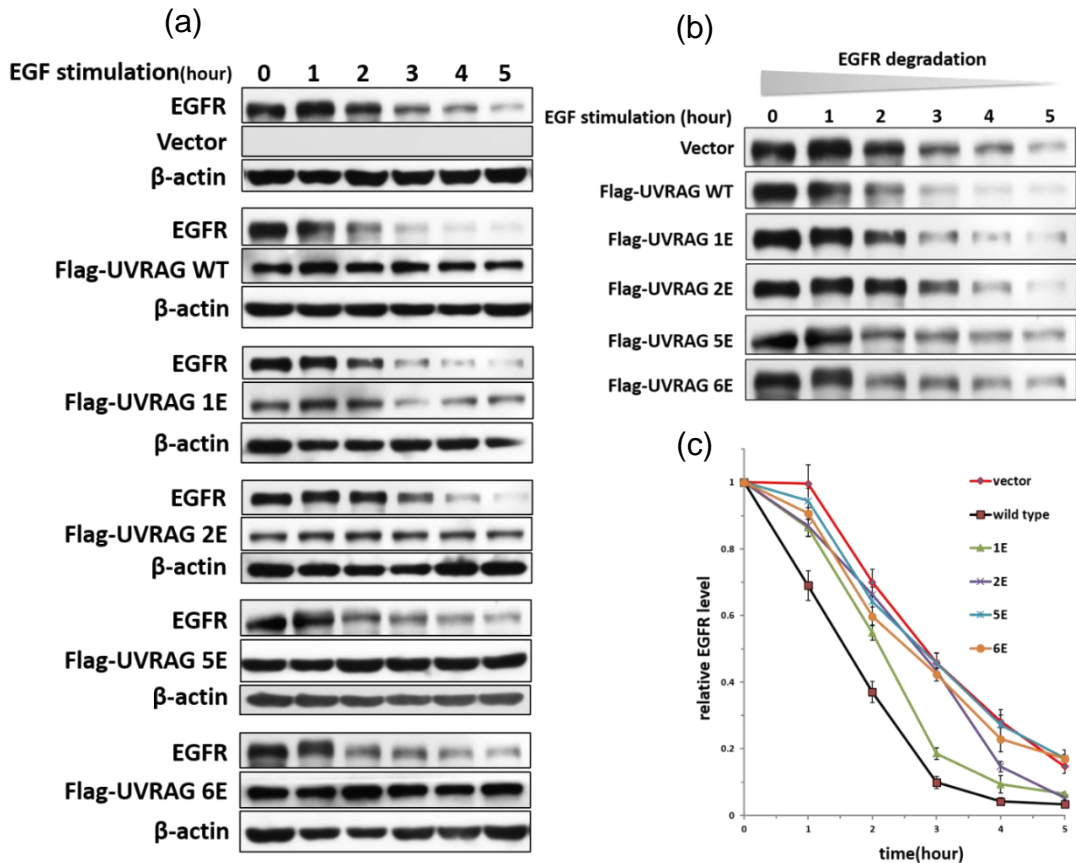 (a)
EGF stimulation(hour) 0 1 2 3 4 5
EGFR
Vector
β-actin
EGFR
Flag-UVRAG WT
β-actin
EGFR
Flag-UVRAG 1E
β-actin
EGFR
Flag-UVRAG 2E
β-actin
EGFR
Flag-UVRAG 5E
β-actin
EGFR
Flag-UVRAG 6E
β-actin
(b)
EGFR degradation
EGF stimulation (hour) 0 1 2 3 4 5
Vector
Flag-UVRAG WT
Flag-UVRAG 1E
Flag-UVRAG 2E
Flag-UVRAG 5E
Flag-UVRAG 6E
(c)
relative EGFR level
1
0.8
0.6
0.4
0.2
0
0 1 2 3 4 5
time(hour)
vector
wild type
1E
2E
5E
6E